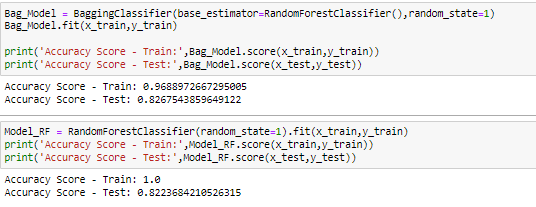 Bag_Model = BaggingClassifier(base_estimator=RandomForestClassifier(),random_state=1)
Bag_Model.fit(x_train,y_train)
print('Accuracy Score - Train:',Bag_Model.score(x_train,y_train))
print('Accuracy Score - Test:',Bag_Model.score(x_test,y_test))
Accuracy Score - Train: 0.9688972667295005
Accuracy Score - Test: 0.8267543859649122
Model_RF = RandomForestClassifier(random_state=1).fit(x_train,y_train)
print('Accuracy Score - Train:',Model_RF.score(x_train,y_train))
print('Accuracy Score - Test:',Model_RF.score(x_test,y_test))
Accuracy Score - Train: 1.0
Accuracy Score - Test: 0.8223684210526315